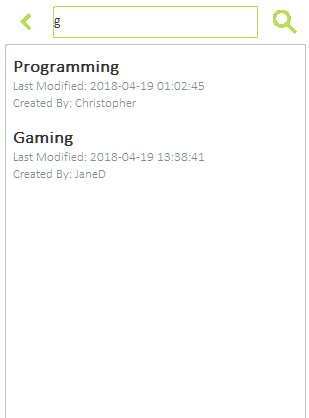 g
Programming
Last Modified: 2018-04-19 01:02:45
Created By: Christopher
Gaming
Last Modified: 2018-04-19 13:38:41
Created By: JaneD